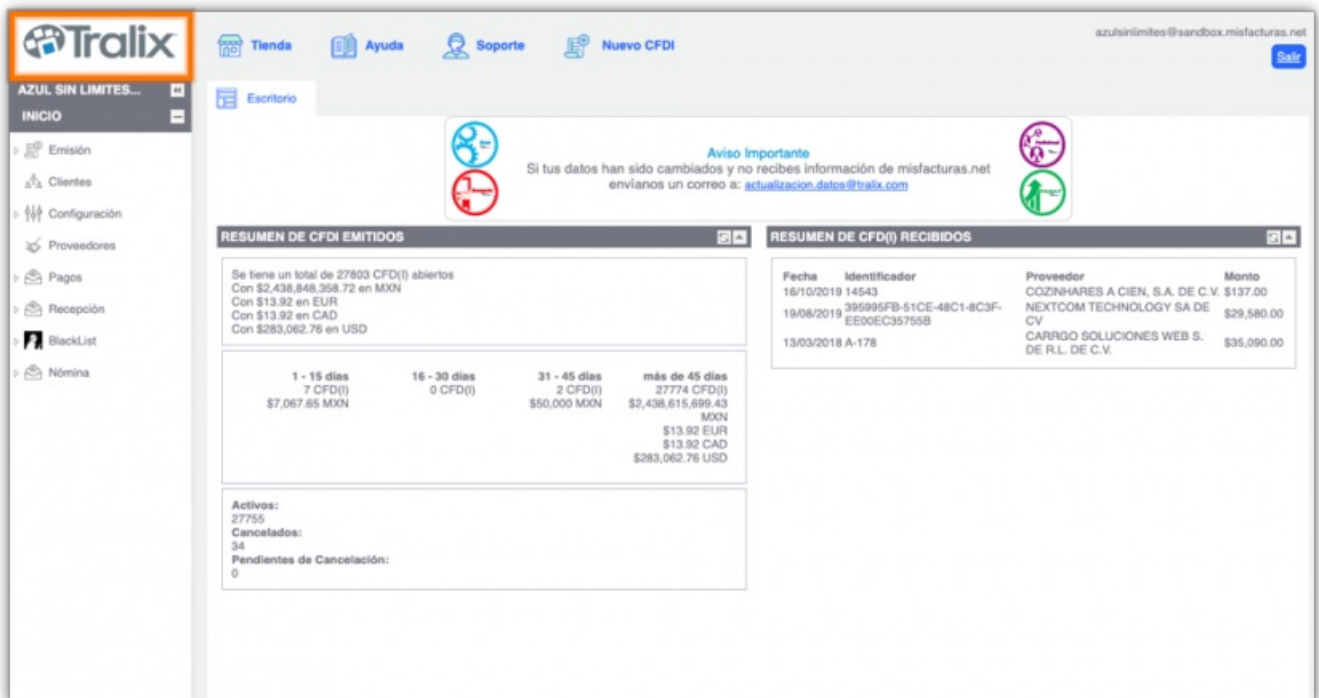 Tralix
Tienda
Ayuda
Soporte
Nuevo CFDI
azulsinlimites@sandbox.misfacturas.net
Salir
AZUL SIN LIMITES...
INICIO
Emisión
Clientes
Configuración
Proveedores
Pagos
Recepción
BlackList
Nómina
Escritorio
Aviso Importante
Si tus datos han sido cambiados y no recibes información de misfacturas.net
envíanos un correo a: actualizacion.datos@tralix.com
RESUMEN DE CFDI EMITIDOS
Se tiene un total de 27803 CFD(I) abiertos
Con $2,438,848,358.72 en MXN
Con $13.92 en EUR
Con $13.92 en CAD
Con $283,062.76 en USD
1 - 15 días 16 - 30 días 31 - 45 días más de 45 días
7 CFD(I) 0 CFD(I) 2 CFD(I) 27774 CFD(I)
$7,067.65 MXN $50,000 MXN $2,438,615,699.43
MXN
$13.92 EUR
$13.92 CAD
$283,062.76 USD
Activos:
27755
Cancelados:
34
Pendientes de Cancelación:
0
RESUMEN DE CFD(I) RECIBIDOS
Fecha Identificador Proveedor Monto
16/10/2019 14543 COZINHARES A CIEN, S.A. DE C.V. $137.00
19/08/2019 395995FB-51CE-48C1-8C3F-EE00EC35755B NEXTCOM TECHNOLOGY SA DE CV $29,580.00
13/03/2018 A-178 CARRGO SOLUCIONES WEB S. DE R.L. DE C.V. $35,090.00